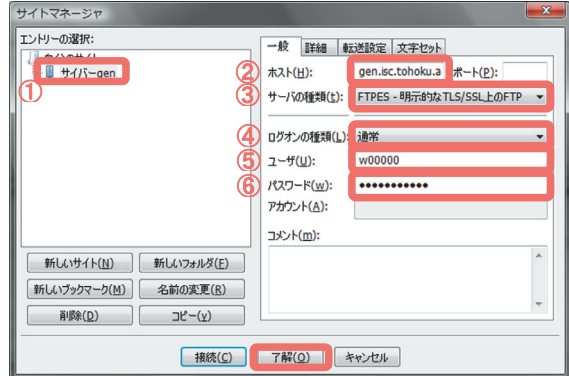 サイトマネージャ
エントリーの選択:
自分のサイト
① サイバーgen
新しいサイト(N) 新しいフォルダ(F)
新しいブックマーク(M) 名前の変更(R)
削除(D) コピー(y)
一般 詳細 転送設定 文字セット
② ホスト(H): gen.isc.tohoku.a ポート(P):
③ サーバの種類(t): FTPES - 明示的なTLS/SSL上のFTP
④ ログオンの種類(L): 通常
⑤ ユーザ(U): w00000
⑥ パスワード(w): ●●●●●●●●●●●
アカウント(A):
コメント(m):
接続(C) 了解(O) キャンセル